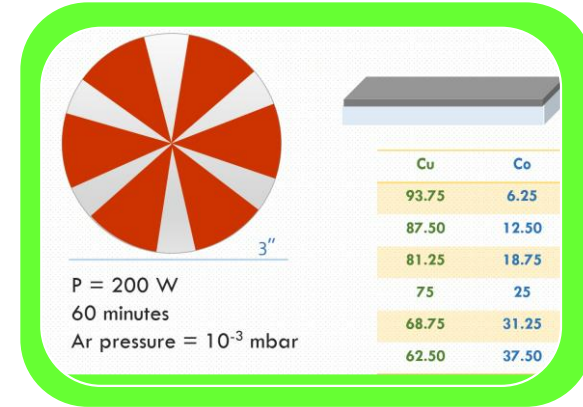 3″
P = 200 W
60 minutes
Ar pressure = 10⁻³ mbar
Cu Co
93.75 6.25
87.50 12.50
81.25 18.75
75 25
68.75 31.25
62.50 37.50